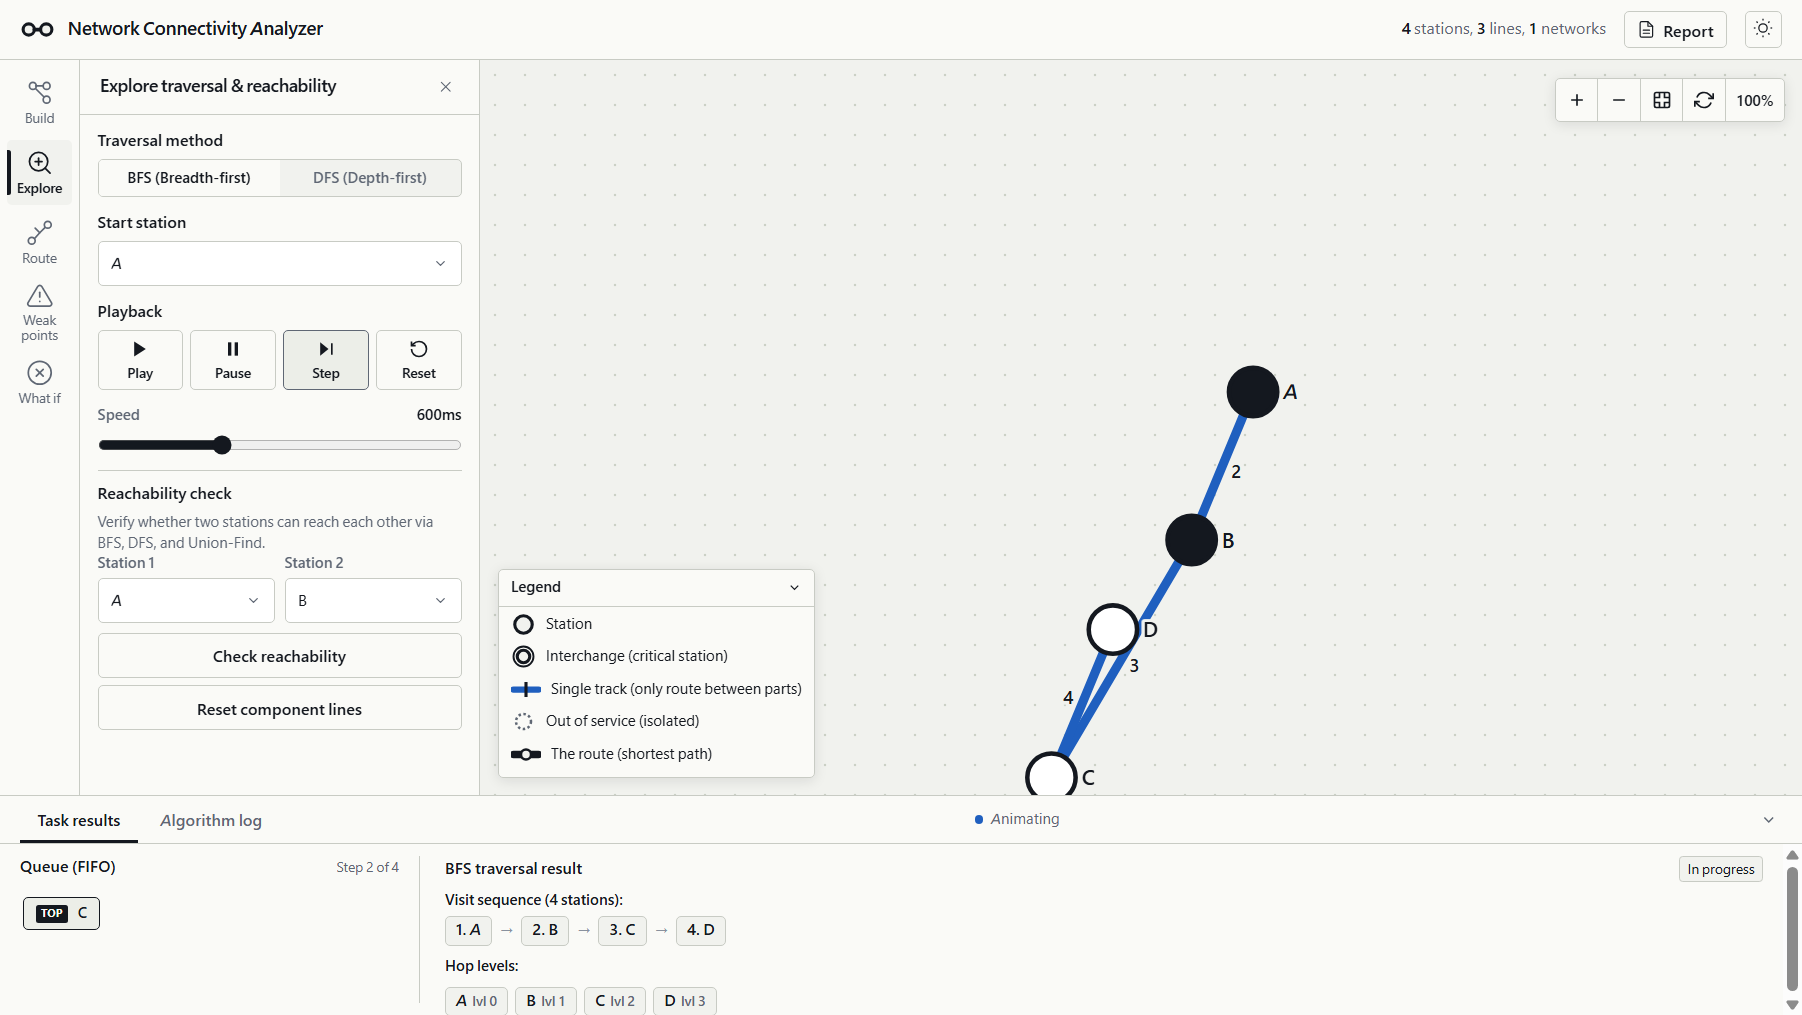 Network Connectivity Analyzer
4 stations, 3 lines, 1 networks
Report
Build
Explore
Route
Weak
points
What if
Explore traversal & reachability
Traversal method
BFS (Breadth-first)
DFS (Depth-first)
Start station
A
Playback
Play
Pause
Step
Reset
Speed
600ms
Reachability check
Verify whether two stations can reach each other via
BFS, DFS, and Union-Find.
Station 1
Station 2
A
B
Check reachability
Reset component lines
100%
A
2
B
D
3
4
C
Legend
Station
Interchange (critical station)
Single track (only route between parts)
Out of service (isolated)
The route (shortest path)
Task results
Algorithm log
Animating
Queue (FIFO)
Step 2 of 4
TOP C
BFS traversal result
In progress
Visit sequence (4 stations):
1. A → 2. B → 3. C → 4. D
Hop levels:
A lvl 0 B lvl 1 C lvl 2 D lvl 3